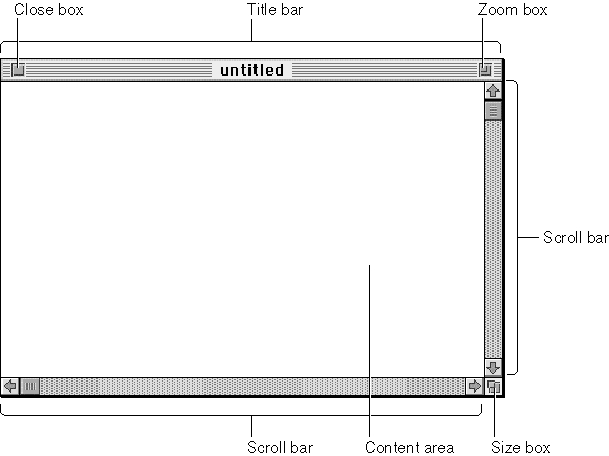 Close box
Title bar
Zoom box
untitled
Scroll bar
Scroll bar
Content area
Size box